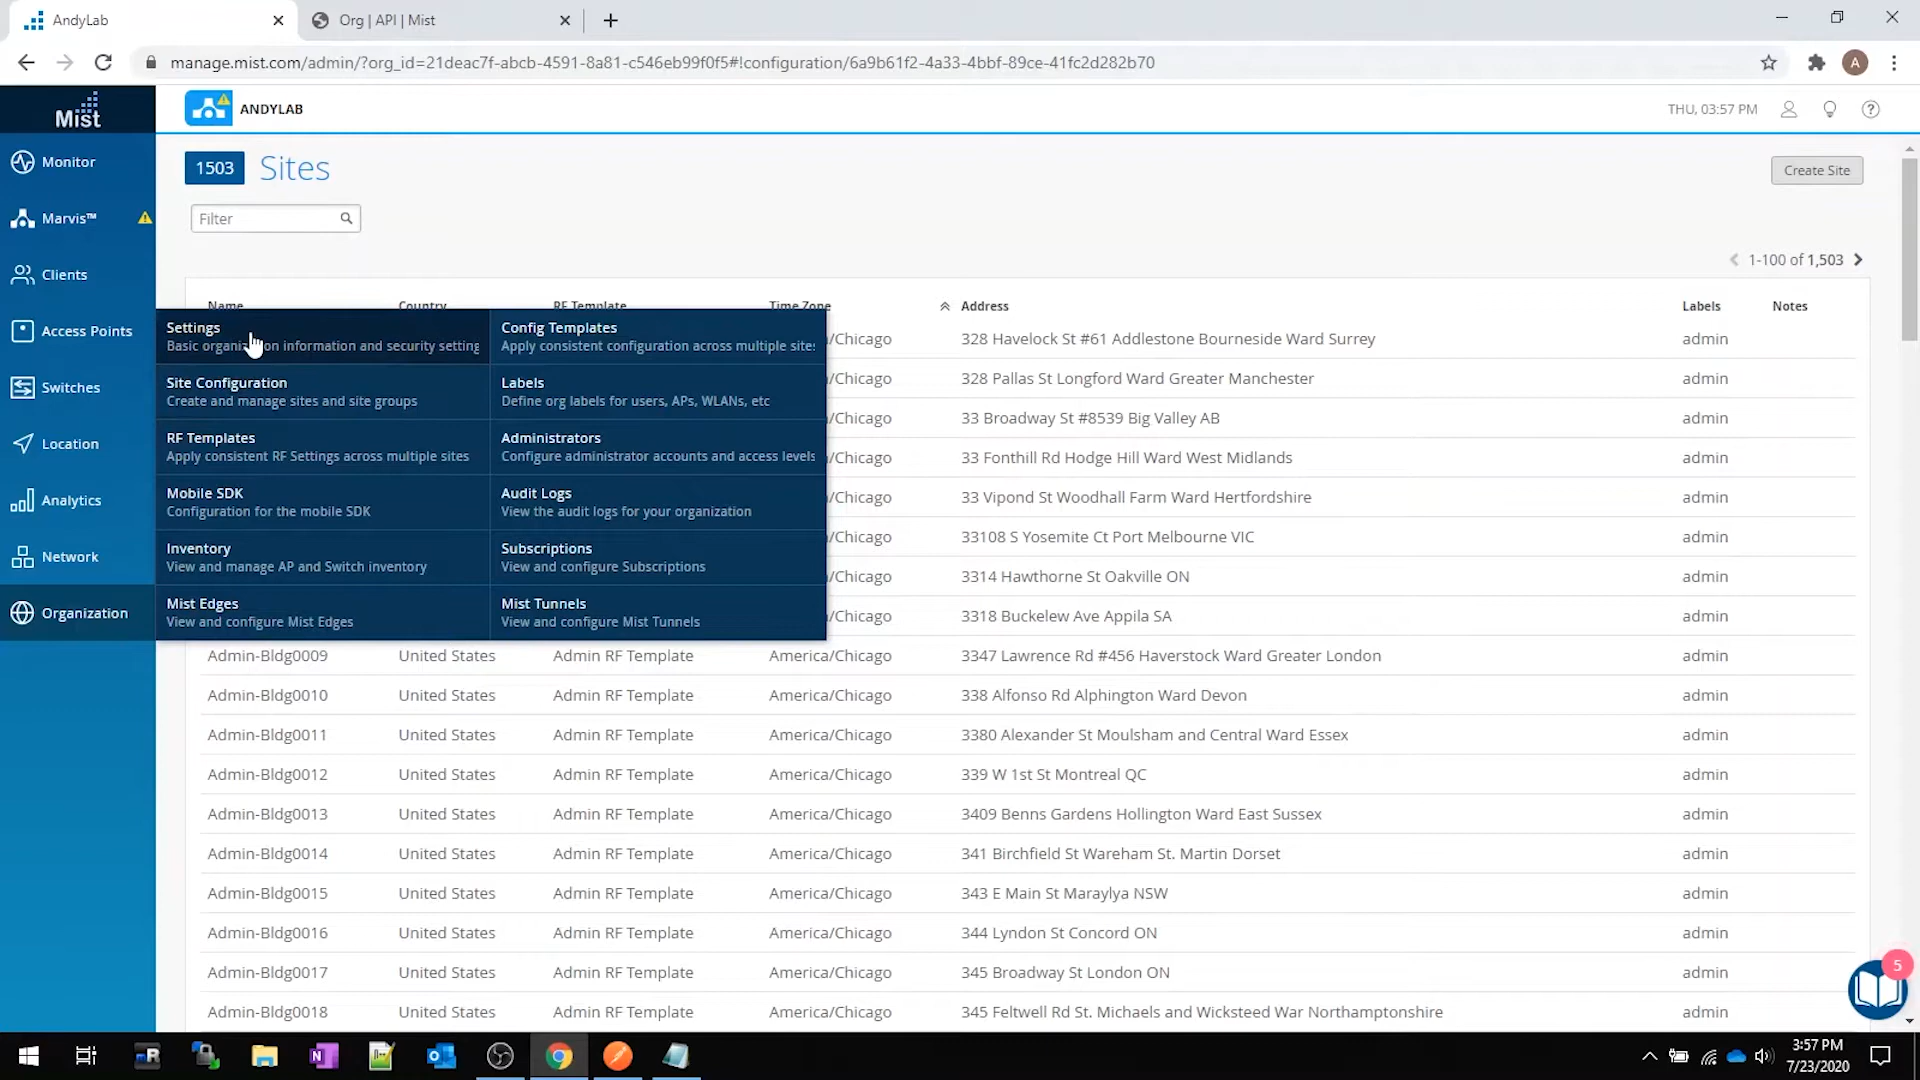 AndyLab
Org | API | Mist
manage.mist.com/admin/?org_id=21deac7f-abcb-4591-8a81-c546eb99f0f5#!configuration/6a9b61f2-4a33-4bbf-89ce-41fc2d282b70
A
Mist
ANDYLAB
THU, 03:57 PM
Monitor
Marvis™
Clients
Access Points
Switches
Location
Analytics
Network
Organization
1503 Sites
Create Site
Filter
1-100 of 1,503
Name Country RF Template Time Zone Address Labels Notes
Settings
Basic organization information and security setting
Config Templates
Apply consistent configuration across multiple sites
Site Configuration
Create and manage sites and site groups
Labels
Define org labels for users, APs, WLANs, etc
RF Templates
Apply consistent RF Settings across multiple sites
Administrators
Configure administrator accounts and access levels
Mobile SDK
Configuration for the mobile SDK
Audit Logs
View the audit logs for your organization
Inventory
View and manage AP and Switch inventory
Subscriptions
View and configure Subscriptions
Mist Edges
View and configure Mist Edges
Mist Tunnels
View and configure Mist Tunnels
/Chicago 328 Havelock St #61 Addlestone Bourneside Ward Surrey admin
/Chicago 328 Pallas St Longford Ward Greater Manchester admin
/Chicago 33 Broadway St #8539 Big Valley AB admin
/Chicago 33 Fonthill Rd Hodge Hill Ward West Midlands admin
/Chicago 33 Vipond St Woodhall Farm Ward Hertfordshire admin
/Chicago 33108 S Yosemite Ct Port Melbourne VIC admin
/Chicago 3314 Hawthorne St Oakville ON admin
/Chicago 3318 Buckelew Ave Appila SA admin
Admin-Bldg0009 United States Admin RF Template America/Chicago 3347 Lawrence Rd #456 Haverstock Ward Greater London admin
Admin-Bldg0010 United States Admin RF Template America/Chicago 338 Alfonso Rd Alphington Ward Devon admin
Admin-Bldg0011 United States Admin RF Template America/Chicago 3380 Alexander St Moulsham and Central Ward Essex admin
Admin-Bldg0012 United States Admin RF Template America/Chicago 339 W 1st St Montreal QC admin
Admin-Bldg0013 United States Admin RF Template America/Chicago 3409 Benns Gardens Hollington Ward East Sussex admin
Admin-Bldg0014 United States Admin RF Template America/Chicago 341 Birchfield St Wareham St. Martin Dorset admin
Admin-Bldg0015 United States Admin RF Template America/Chicago 343 E Main St Maraylya NSW admin
Admin-Bldg0016 United States Admin RF Template America/Chicago 344 Lyndon St Concord ON admin
Admin-Bldg0017 United States Admin RF Template America/Chicago 345 Broadway St London ON admin
Admin-Bldg0018 United States Admin RF Template America/Chicago 345 Feltwell Rd St. Michaels and Wicksteed War Northamptonshire admin
5
3:57 PM
7/23/2020